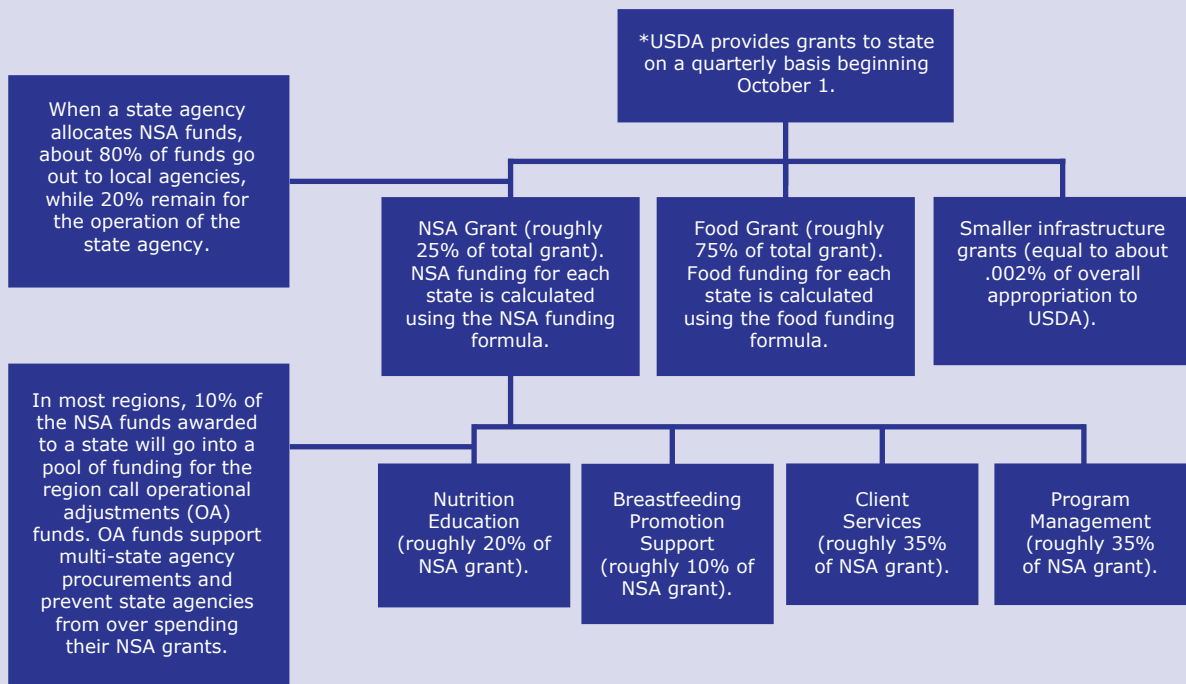 *USDA provides grants to state
on a quarterly basis beginning
October 1.
When a state agency
allocates NSA funds,
about 80% of funds go
out to local agencies,
while 20% remain for
the operation of the
state agency.
NSA Grant (roughly
25% of total grant).
NSA funding for each
state is calculated
using the NSA funding
formula.
Food Grant (roughly
75% of total grant).
Food funding for each
state is calculated
using the food funding
formula.
Smaller infrastructure
grants (equal to about
.002% of overall
appropriation to
USDA).
In most regions, 10% of
the NSA funds awarded
to a state will go into a
pool of funding for the
region call operational
adjustments (OA)
funds. OA funds support
multi-state agency
procurements and
prevent state agencies
from over spending
their NSA grants.
Nutrition
Education
(roughly 20% of
NSA grant).
Breastfeeding
Promotion
Support
(roughly 10% of
NSA grant).
Client
Services
(roughly 35%
of NSA grant).
Program
Management
(roughly 35%
of NSA grant).